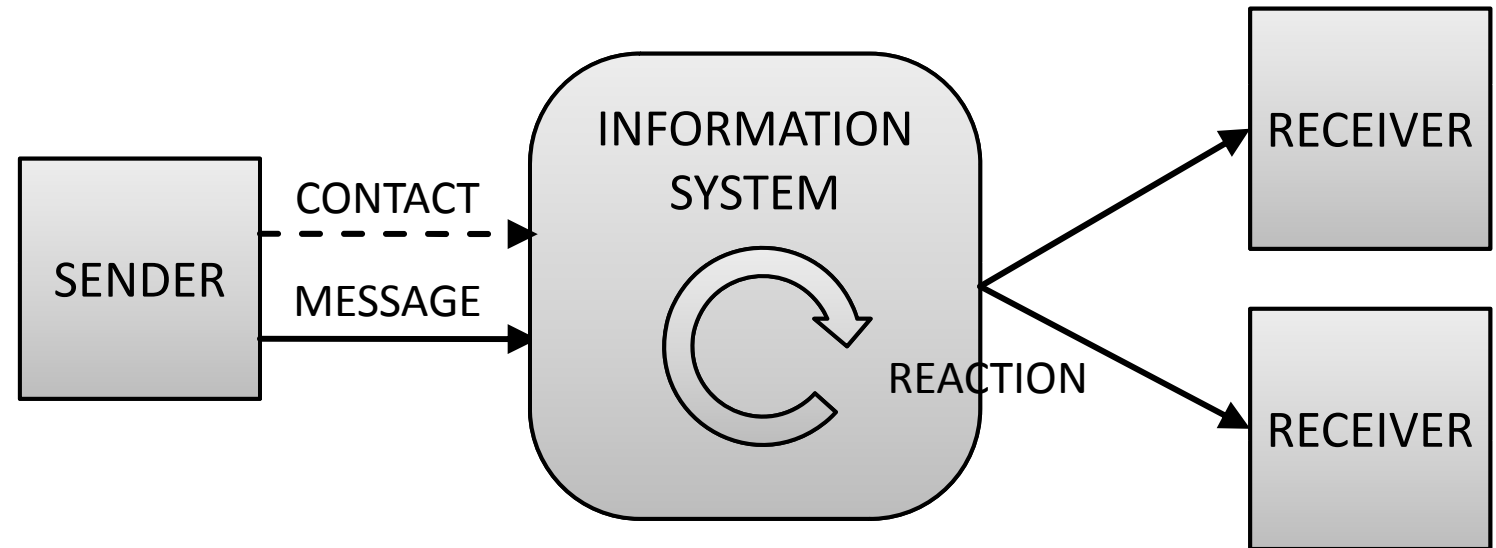 SENDER
CONTACT
MESSAGE
INFORMATION
SYSTEM
REACTION
RECEIVER
RECEIVER